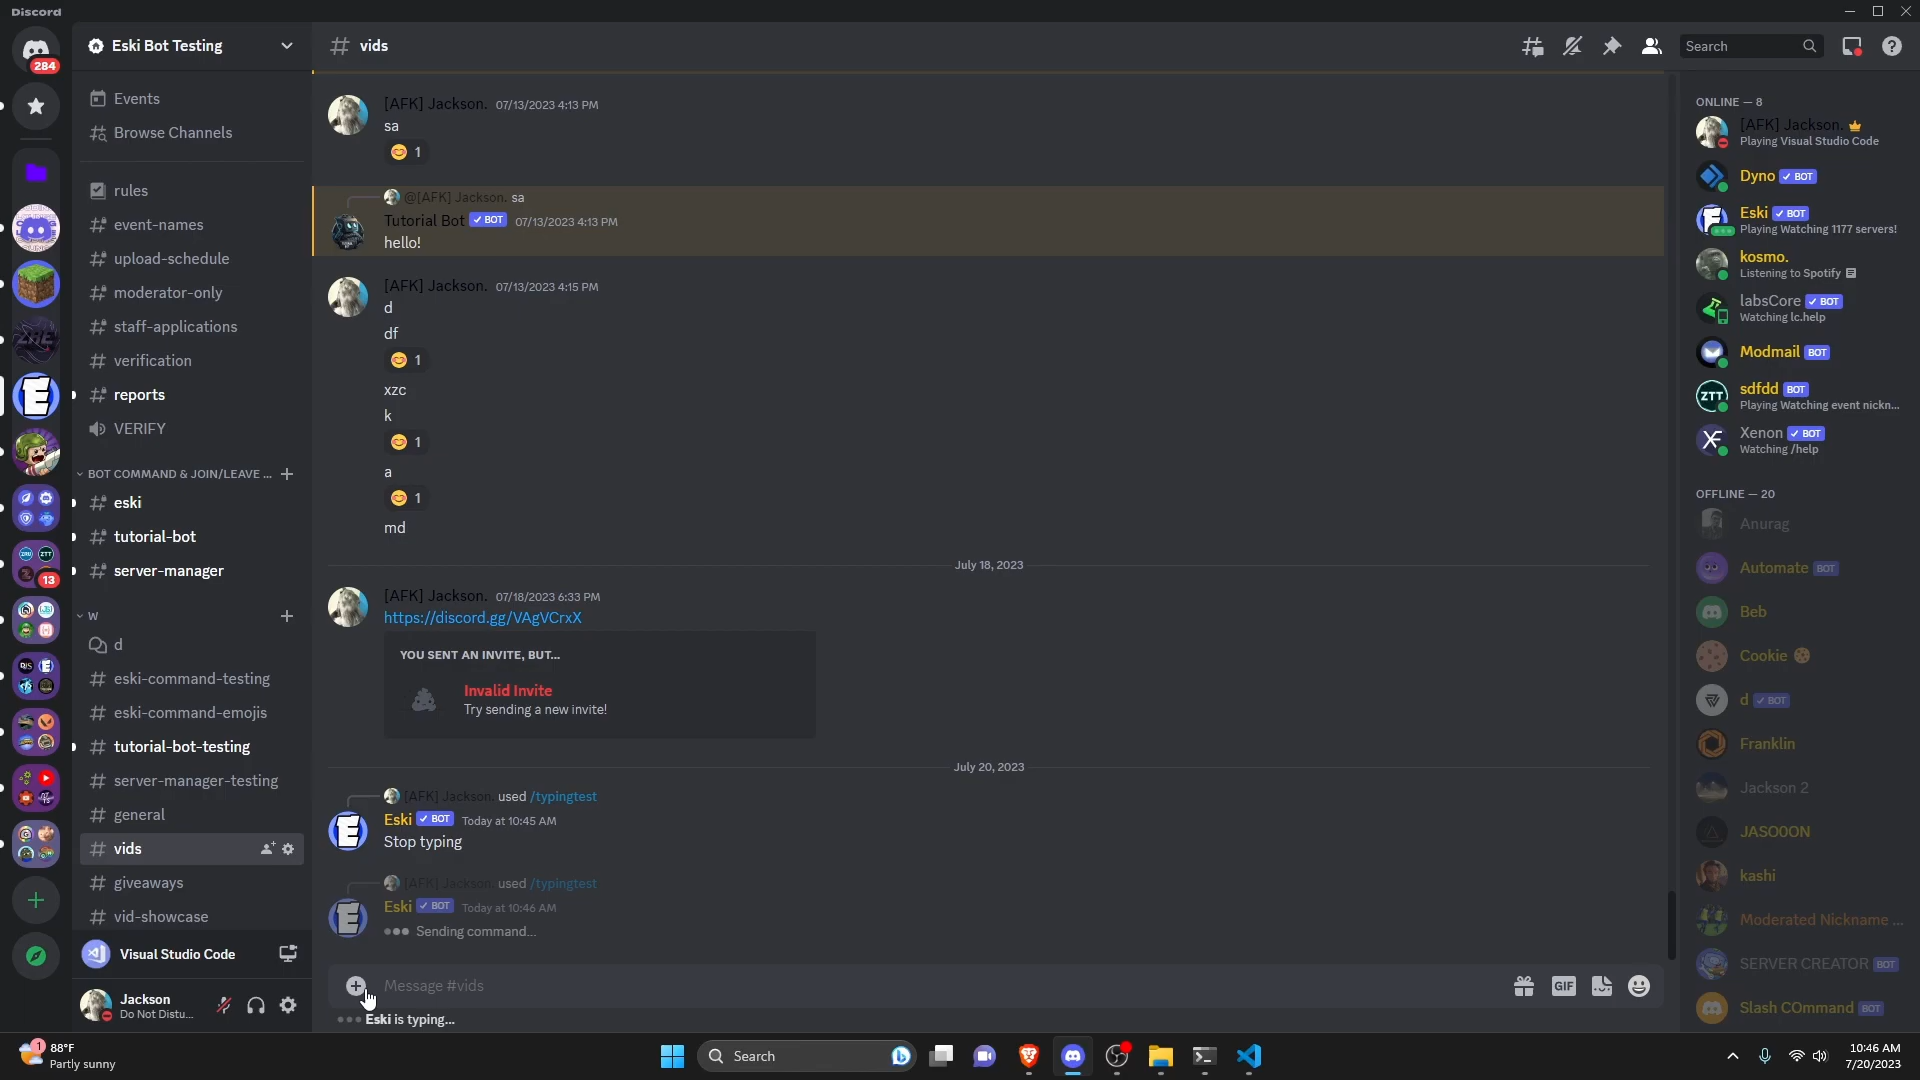 Discord
284
Eski Bot Testing
Events
Browse Channels
rules
event-names
upload-schedule
moderator-only
staff-applications
verification
reports
VERIFY
BOT COMMAND & JOIN/LEAVE ...
eski
tutorial-bot
server-manager
13
W
d
eski-command-testing
eski-command-emojis
tutorial-bot-testing
server-manager-testing
general
vids
giveaways
vid-showcase
Visual Studio Code
Jackson
Do Not Distu...
# vids
Search
[AFK] Jackson. 07/13/2023 4:13 PM
sa
1
@[AFK] Jackson. sa
Tutorial Bot BOT 07/13/2023 4:13 PM
hello!
[AFK] Jackson. 07/13/2023 4:15 PM
d
df
1
xzc
k
1
a
1
md
July 18, 2023
[AFK] Jackson. 07/18/2023 6:33 PM
https://discord.gg/VAgVCrxX
YOU SENT AN INVITE, BUT...
Invalid Invite
Try sending a new invite!
July 20, 2023
[AFK] Jackson. used /typingtest
Eski BOT Today at 10:45 AM
Stop typing
[AFK] Jackson. used /typingtest
Eski BOT Today at 10:46 AM
Sending command...
Message #vids
GIF
Eski is typing...
ONLINE — 8
[AFK] Jackson.
Playing Visual Studio Code
Dyno BOT
Eski BOT
Playing Watching 1177 servers!
kosmo.
Listening to Spotify
labsCore BOT
Watching lc.help
Modmail BOT
ZTT
sdfdd BOT
Playing Watching event nickn...
Xenon BOT
Watching /help
OFFLINE — 20
Anurag
Automate BOT
Beb
Cookie
d BOT
Franklin
Jackson 2
JASO0ON
kashi
Moderated Nickname ...
SERVER CREATOR BOT
Slash COmmand BOT
1
88°F
Partly sunny
Search
10:46 AM
7/20/2023